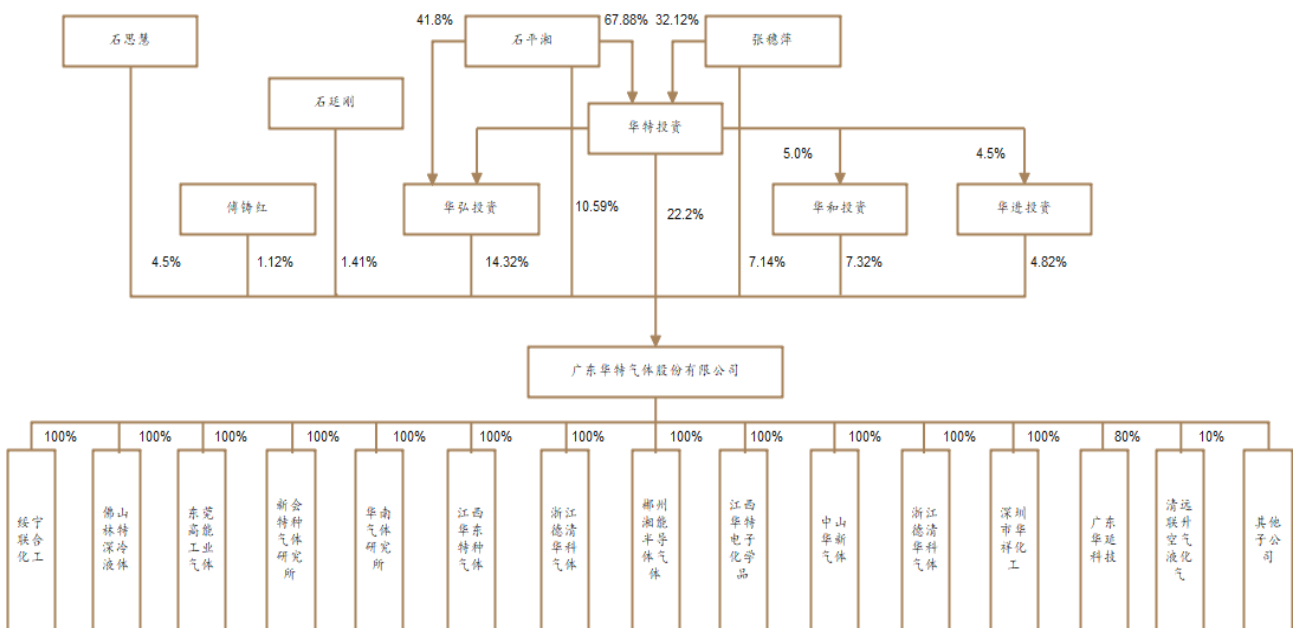 41.8%
67.88%
32.12%
石思慧
石平湘
张穗萍
石廷刚
华特投资
5.0%
4.5%
傅铸红
华弘投资
10.59%
22.2%
华和投资
华进投资
4.5%
1.12%
1.41%
14.32%
7.14%
7.32%
4.82%
广东华特气体股份有限公司
100%
100%
100%
100%
100%
100%
100%
100%
100%
100%
100%
100%
80%
10%
绥宁
联合
化工
佛山
林特
深冷
液体
东莞
高能
工业
气体
新会
特种
气体
研究
所
华南
气体
研究
所
江西
华东
特种
气体
浙江
德清
华科
气体
郴州
湘能
半导
体气
体
江西
华特
电子
化学
品
中山
华新
气体
浙江
德清
华科
气体
深圳
市华
祥化
工
广东
华延
科技
清远
联升
空气
液化
气
其他
子公
司